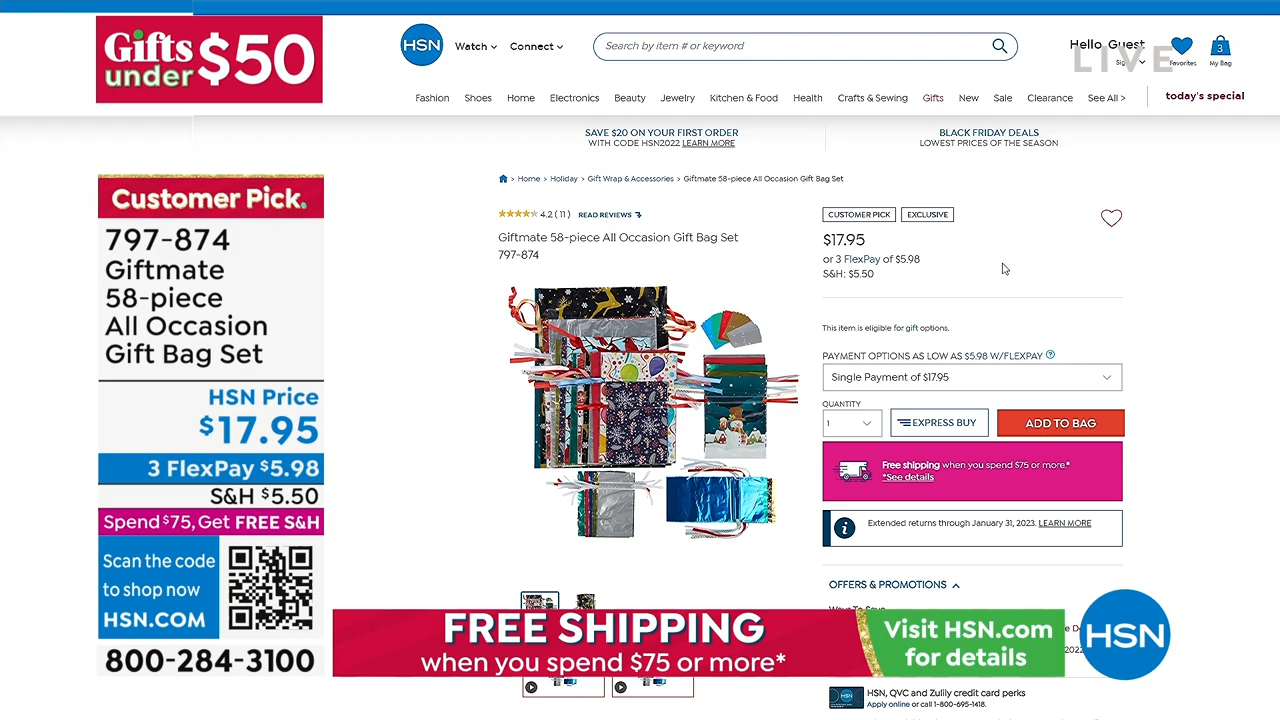 Gifts under $50
HSN
Watch
Connect
Search by item # or keyword
Hello, Guest
LIVE
Favorites
3
My Bag
Fashion Shoes Home Electronics Beauty Jewelry Kitchen & Food Health Crafts & Sewing Gifts New Sale Clearance See All > today's special
SAVE $20 ON YOUR FIRST ORDER
WITH CODE HSN2022 LEARN MORE
BLACK FRIDAY DEALS
LOWEST PRICES OF THE SEASON
> Home > Holiday > Gift Wrap & Accessories > Giftmate 58-piece All Occasion Gift Bag Set
Customer Pick.
797-874
Giftmate
58-piece
All Occasion
Gift Bag Set
HSN Price
$17.95
3 FlexPay $5.98
S&H $5.50
Spend $75, Get FREE S&H
Scan the code
to shop now
HSN.COM
800-284-3100
4.2 ( 11 ) READ REVIEWS
Giftmate 58-piece All Occasion Gift Bag Set
797-874
CUSTOMER PICK
EXCLUSIVE
$17.95
or 3 FlexPay of $5.98
S&H: $5.50
This item is eligible for gift options.
PAYMENT OPTIONS AS LOW AS $5.98 W/FLEXPAY
Single Payment of $17.95
QUANTITY
1
EXPRESS BUY
ADD TO BAG
Free shipping when you spend $75 or more.*
*See details
Extended returns through January 31, 2023. LEARN MORE
OFFERS & PROMOTIONS
FREE SHIPPING
when you spend $75 or more*
Visit HSN.com
for details
HSN
HSN, QVC and Zulily credit card perks
Apply online or call 1-800-695-1418.